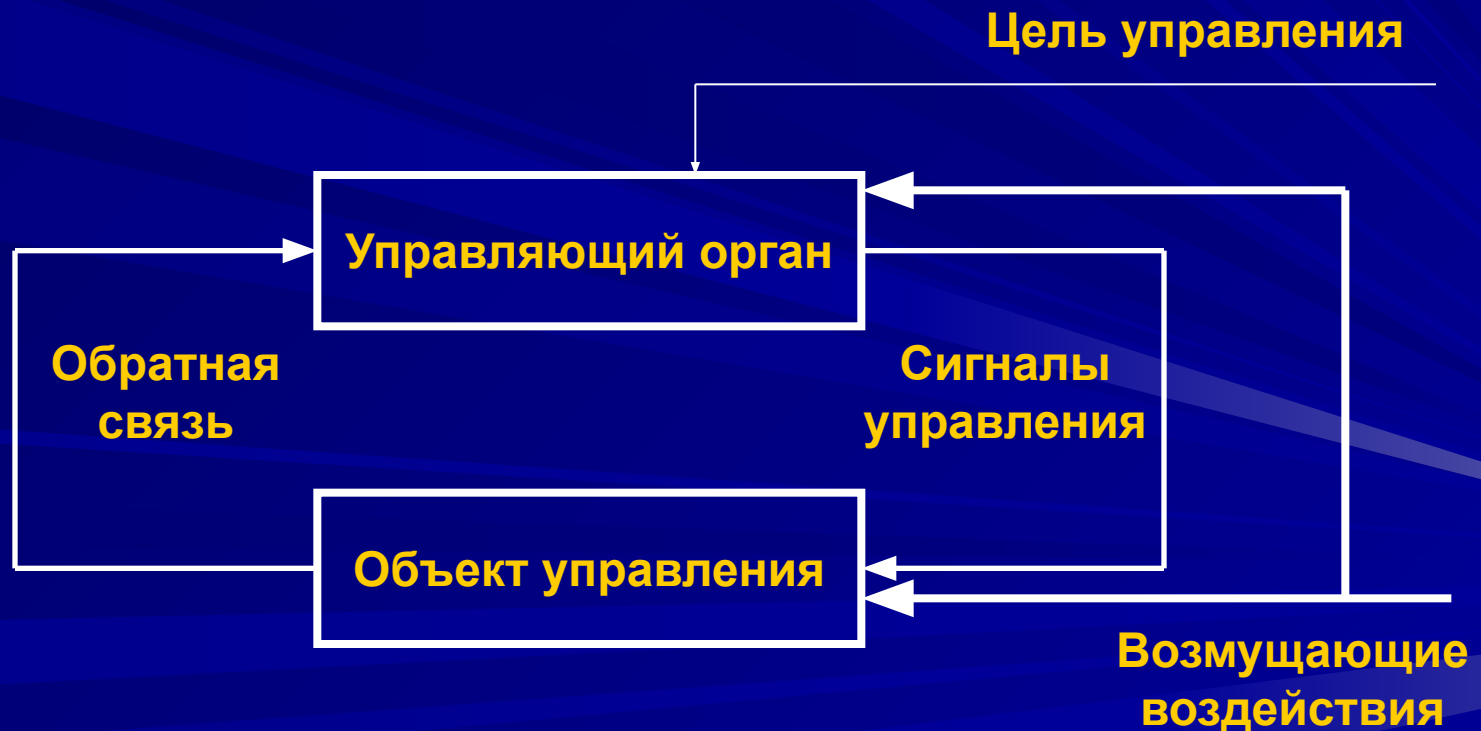 Цель управления
Управляющий орган
Обратная
связь
Сигналы
управления
Объект управления
Возмущающие
воздействия